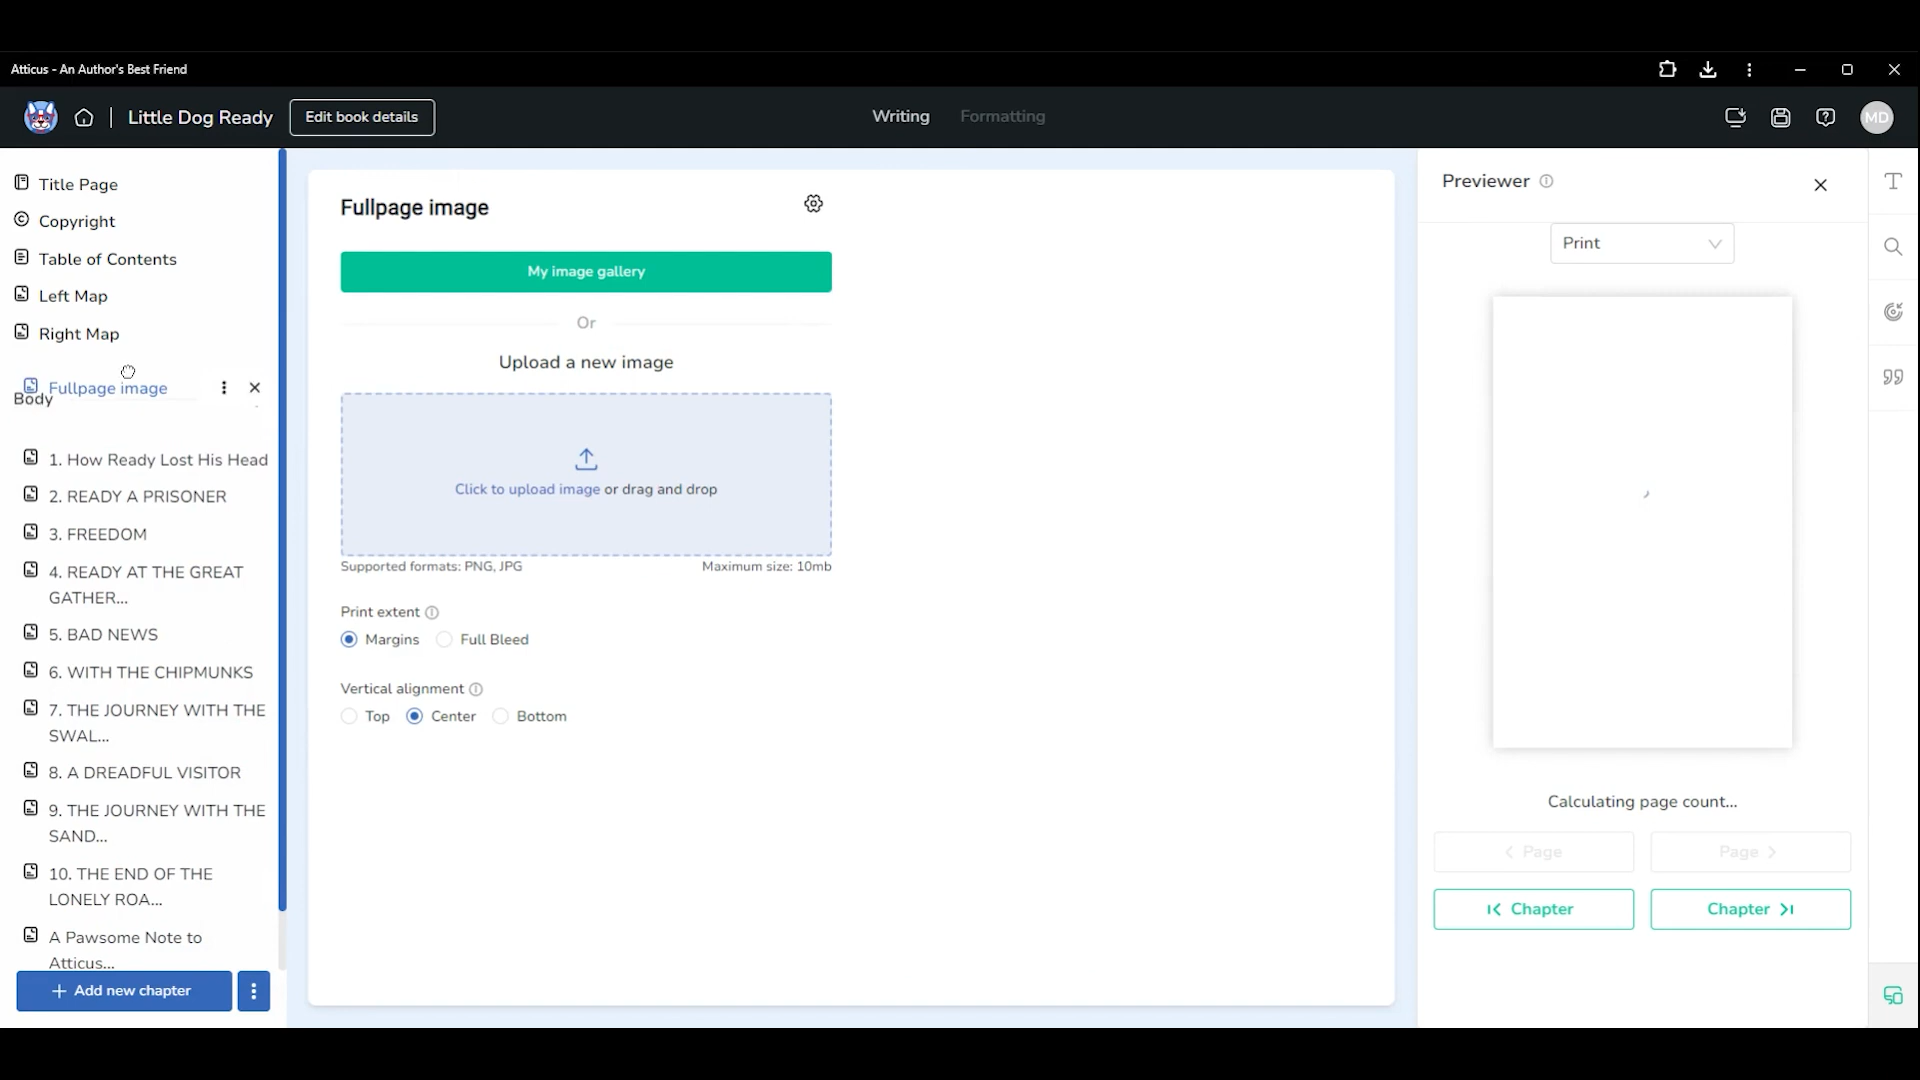 Atticus - An Author's Best Friend
Little Dog Ready
Edit book details
Writing
Formatting
MD
Title Page
Copyright
Table of Contents
Left Map
Right Map
Fullpage image
Body
1. How Ready Lost His Head
2. READY A PRISONER
3. FREEDOM
4. READY AT THE GREAT
GATHER...
5. BAD NEWS
6. WITH THE CHIPMUNKS
7. THE JOURNEY WITH THE
SWAL...
8. A DREADFUL VISITOR
9. THE JOURNEY WITH THE
SAND...
10. THE END OF THE
LONELY ROA...
A Pawsome Note to
Atticus...
Add new chapter
Fullpage image
My image gallery
Or
Upload a new image
Click to upload image or drag and drop
Supported formats: PNG, JPG
Maximum size: 10mb
Print extent
Margins
Full Bleed
Vertical alignment
Top
Center
Bottom
Previewer
Print
Calculating page count...
< Page
Page >
Chapter
Chapter